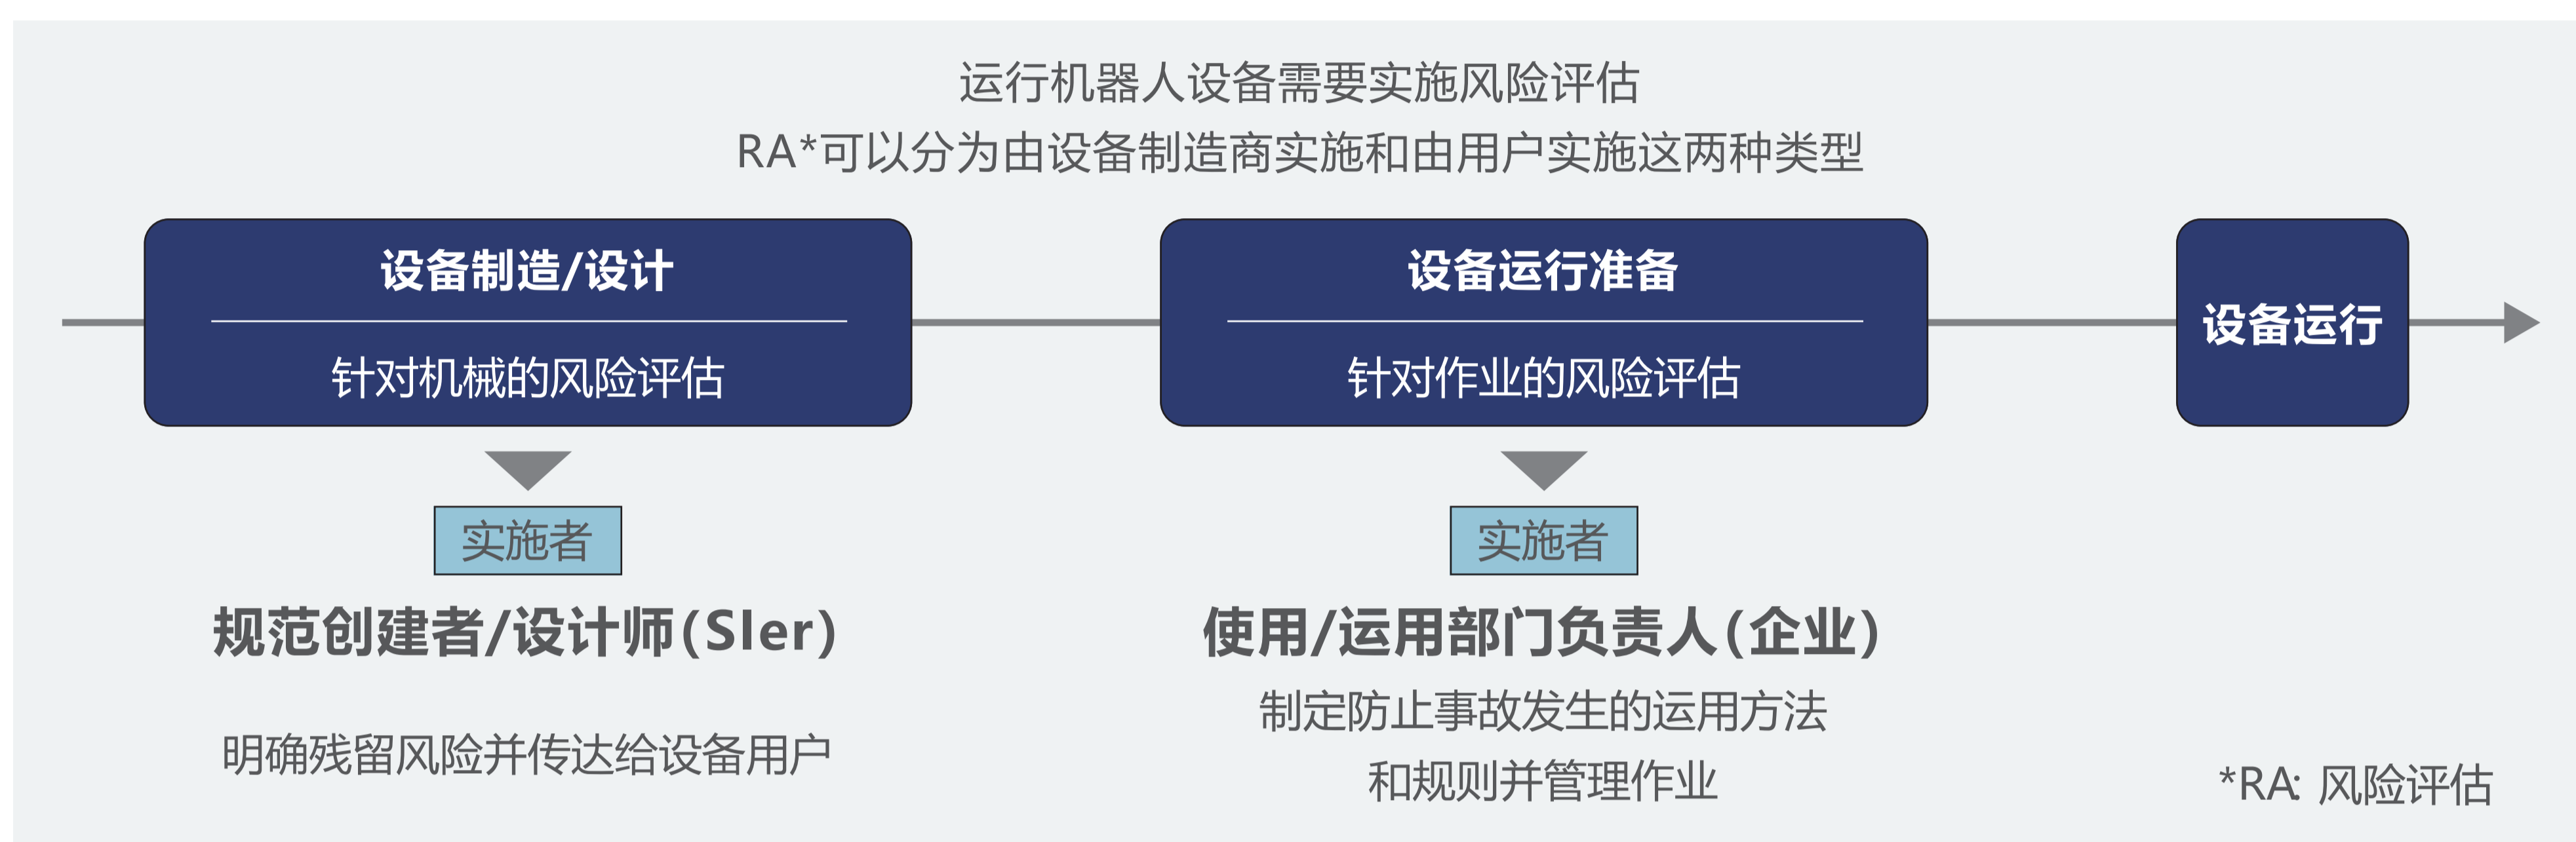 运行机器人设备需要实施风险评估
RA*可以分为由设备制造商实施和由用户实施这两种类型
设备制造/设计
针对机械的风险评估
设备运行准备
针对作业的风险评估
设备运行
实施者
规范创建者/设计师(SIer)
明确残留风险并传达给设备用户
实施者
使用/运用部门负责人(企业)
制定防止事故发生的运用方法
和规则并管理作业
*RA: 风险评估